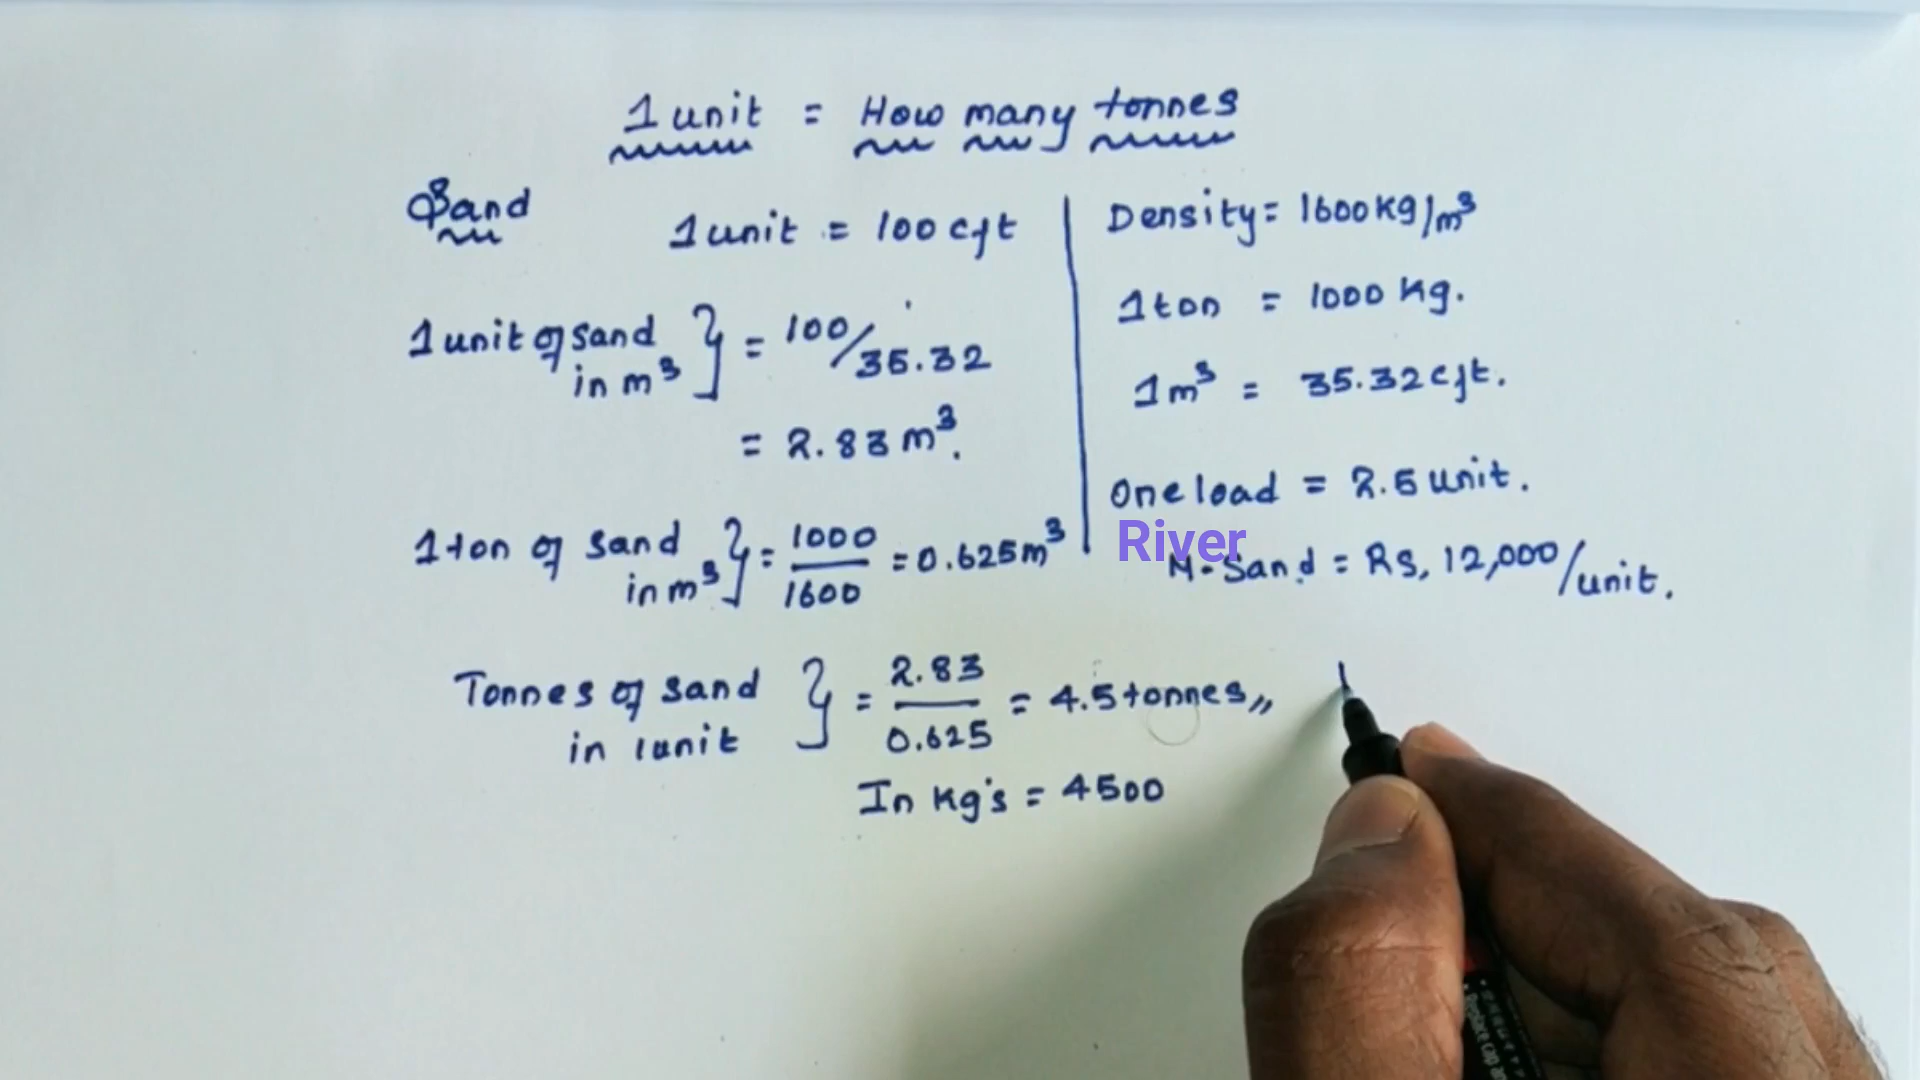 1 unit = How many tonnes
Sand
1 unit = 100 cft
1 unit of sand
in m³ } = 100/35.32
= 2.83 m³.
1 ton of sand
in m³ } = 1000/1600 = 0.625 m³
Tonnes of sand
in 1 unit } = 2.83/0.625 = 4.5 tonnes,,
In Kg's = 4500
Density = 1600 Kg/m³
1 ton = 1000 Kg.
1 m³ = 35.32 cft.
One load = 2.5 unit.
River
M-Sand = Rs. 12,000/unit.